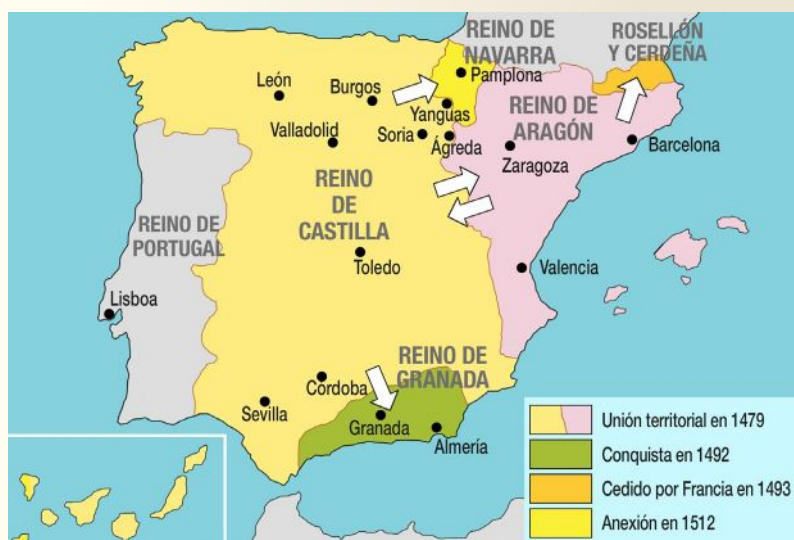 REINO DE
NAVARRA
ROSELLÓN
Y CERDEÑA
Pamplona
León
Burgos
Yanguas
REINO DE
ARAGÓN
Valladolid
Soria
Ágreda
Zaragoza
Barcelona
REINO
DE
CASTILLA
REINO DE
PORTUGAL
Toledo
Valencia
Lisboa
REINO DE
GRANADA
Córdoba
Sevilla
Granada
Almería
Unión territorial en 1479
Conquista en 1492
Cedido por Francia en 1493
Anexión en 1512